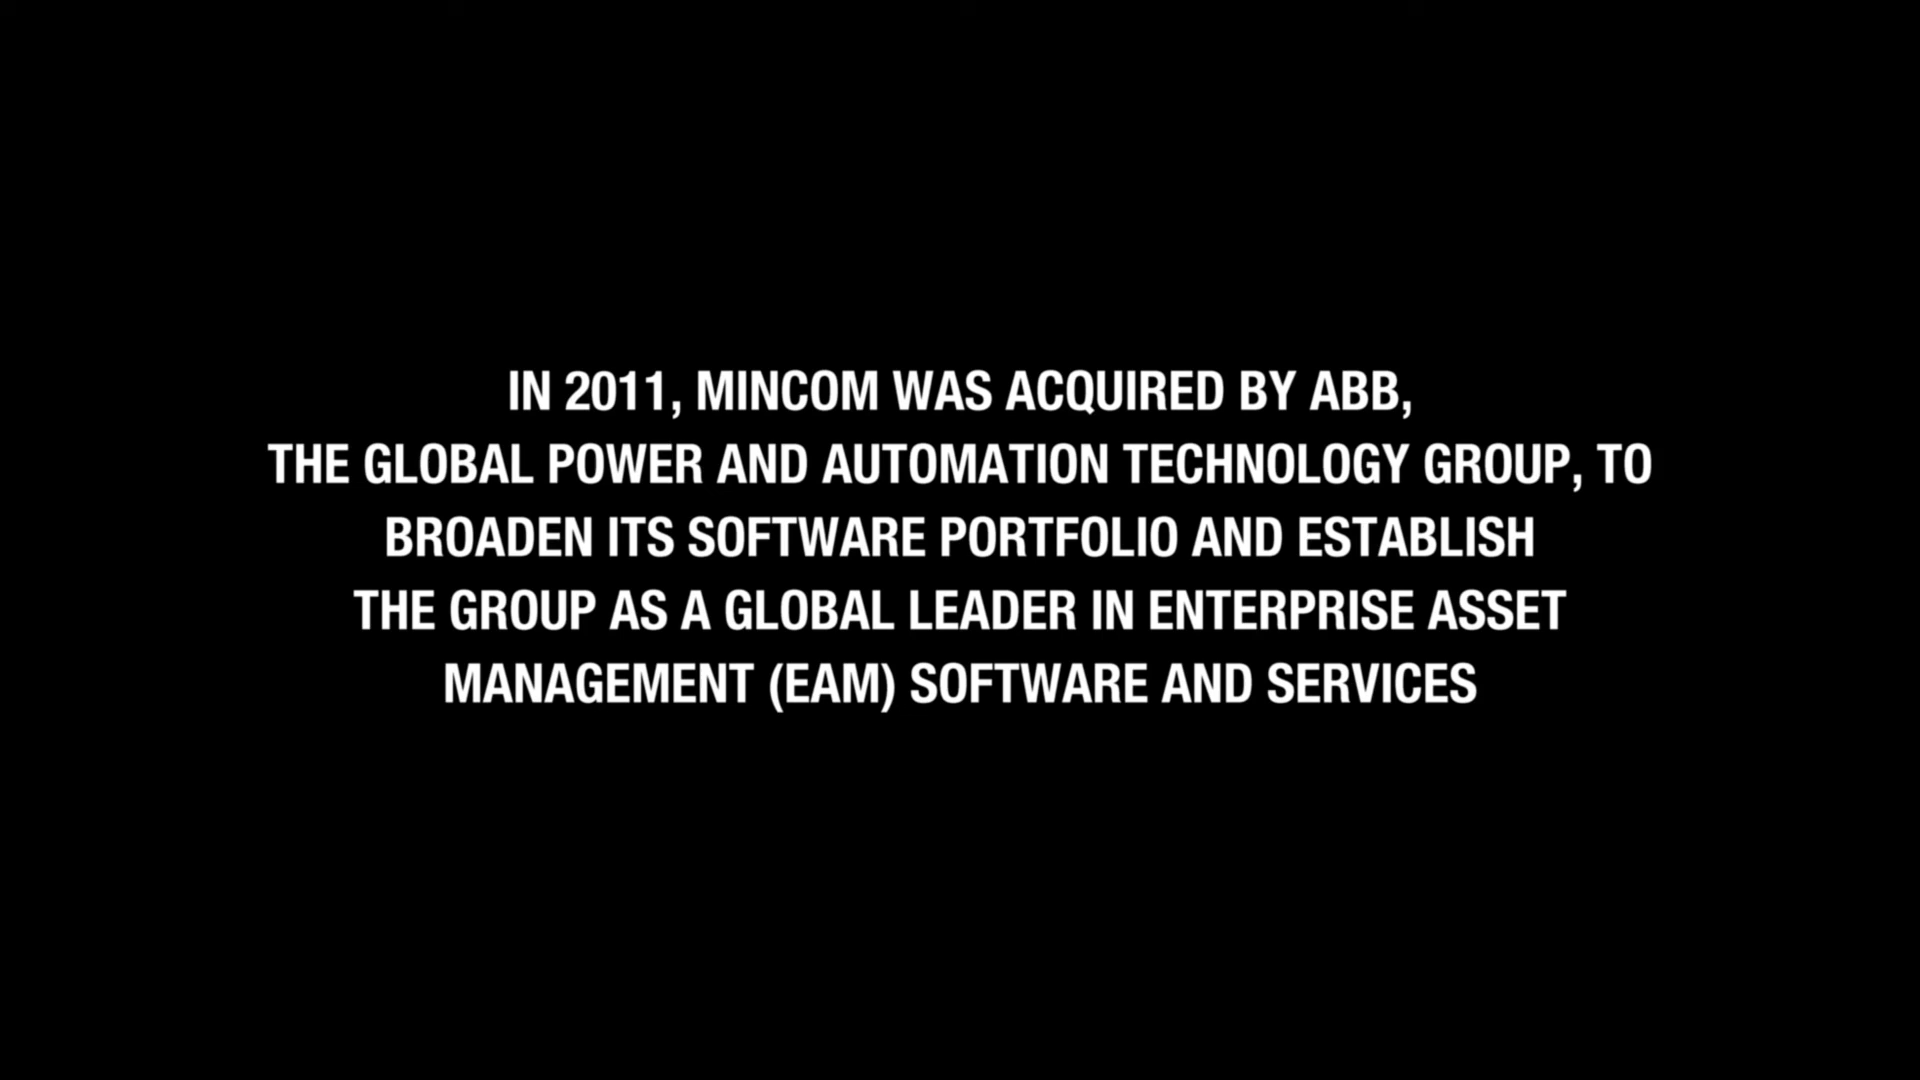 IN 2011, MINCOM WAS ACQUIRED BY ABB,
THE GLOBAL POWER AND AUTOMATION TECHNOLOGY GROUP, TO
BROADEN ITS SOFTWARE PORTFOLIO AND ESTABLISH
THE GROUP AS A GLOBAL LEADER IN ENTERPRISE ASSET
MANAGEMENT (EAM) SOFTWARE AND SERVICES